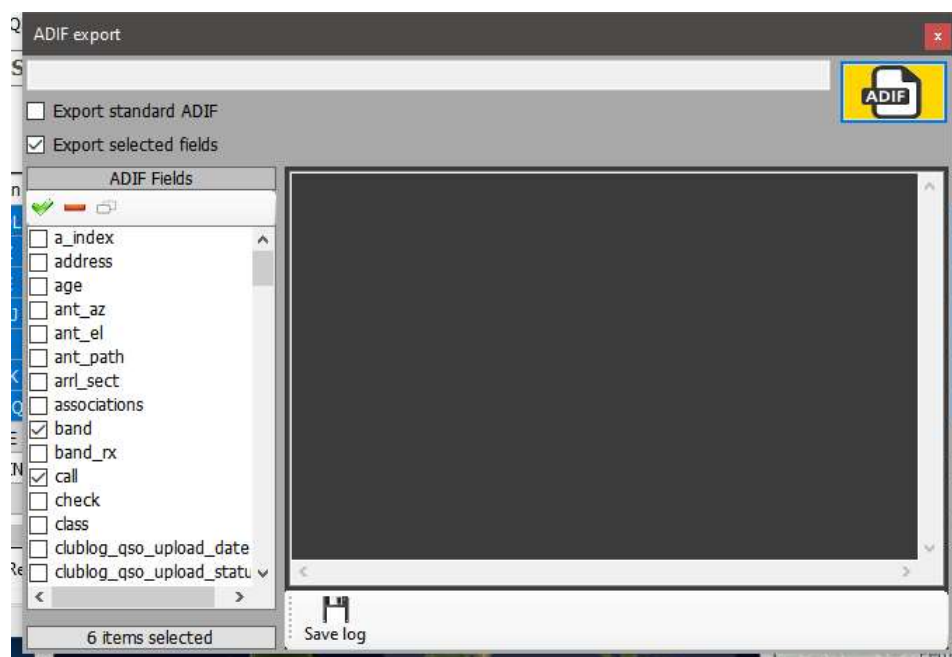 ADIF export
x
ADIF
Export standard ADIF
Export selected fields
ADIF Fields
a_index
address
age
ant_az
ant_el
ant_path
arrl_sect
associations
band
band_rx
call
check
class
clublog_qso_upload_date
clublog_qso_upload_statu
6 items selected
Save log